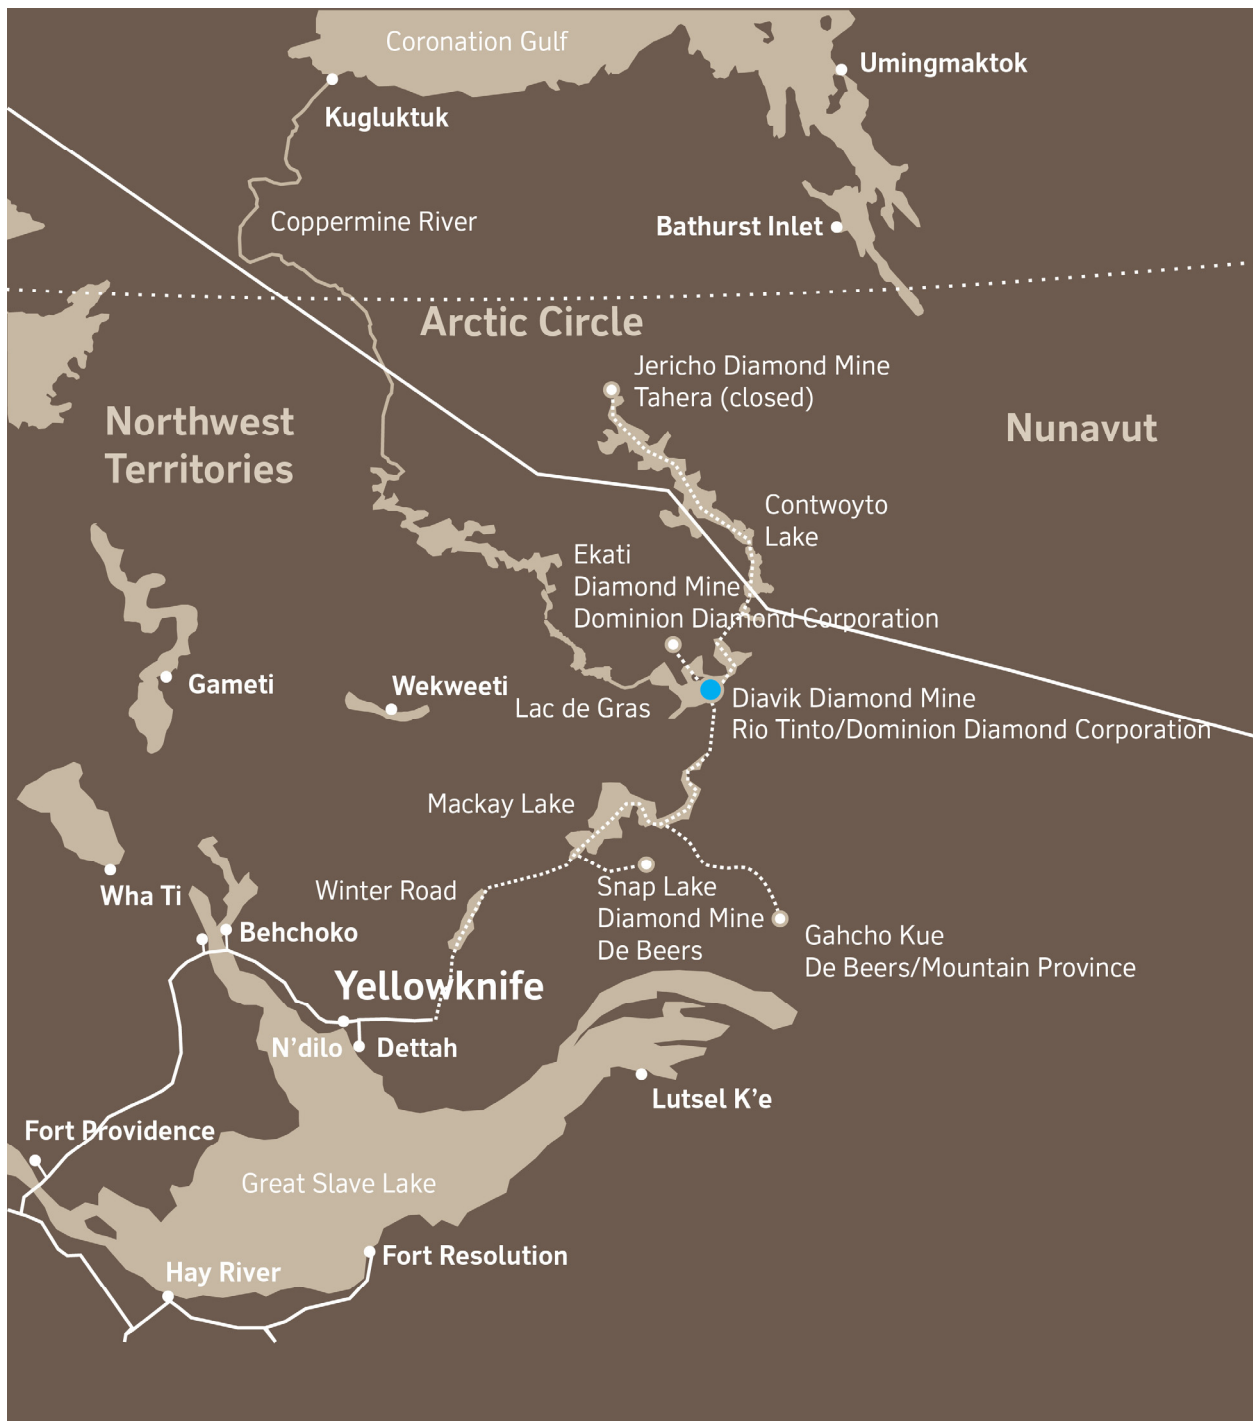 Coronation Gulf
Umingmaktok
Kugluktuk
Coppermine River
Bathurst Inlet
Arctic Circle
Jericho Diamond Mine
Tahera (closed)
Northwest
Territories
Nunavut
Contwoyto
Lake
Ekati
Diamond Mine
Dominion Diamond Corporation
Gameti
Wekweeti
Lac de Gras
Diavik Diamond Mine
Rio Tinto/Dominion Diamond Corporation
Mackay Lake
Winter Road
Snap Lake
Diamond Mine
De Beers
Wha Ti
Behchoko
Gahcho Kue
De Beers/Mountain Province
Yellowknife
N’dilo
Dettah
Lutsel K’e
Fort Providence
Great Slave Lake
Fort Resolution
Hay River